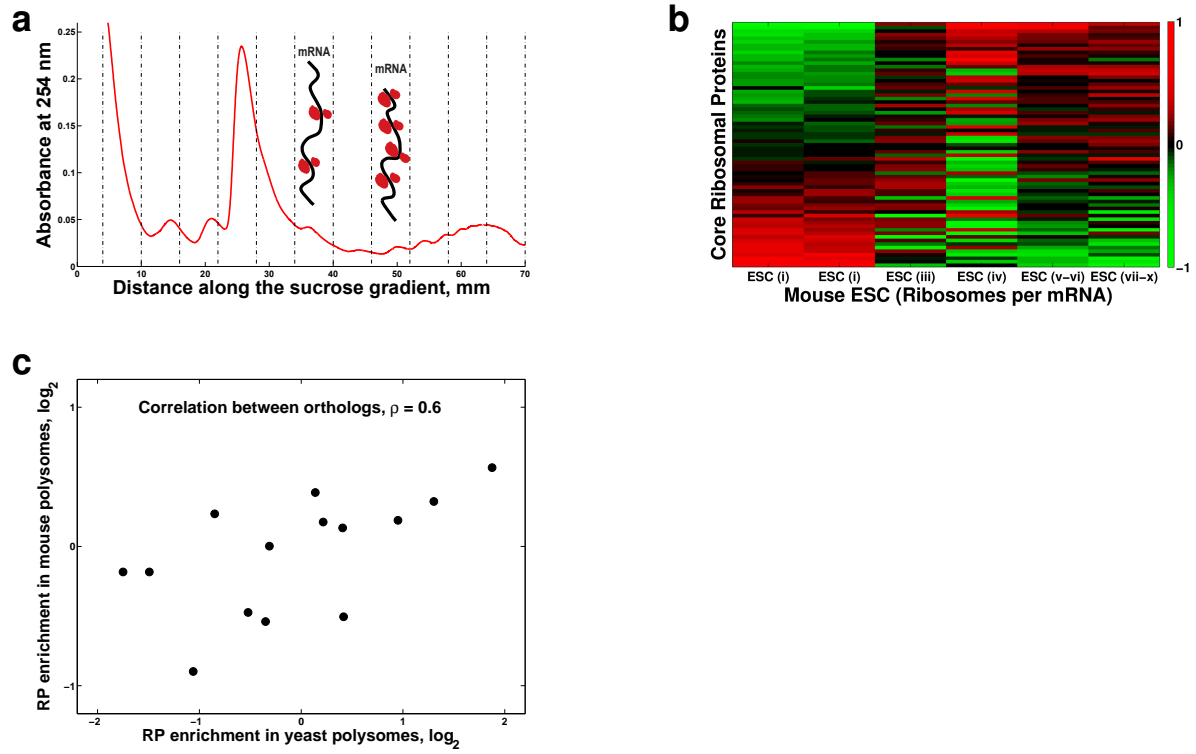 a
Absorbance at 254 nm
0.25
0.2
0.15
0.1
0.05
0
mRNA
mRNA
0 10 20 30 40 50 60 70
Distance along the sucrose gradient, mm
b
Core Ribosomal Proteins
1
0
−1
ESC (i) ESC (i) ESC (iii) ESC (iv) ESC (v−vi) ESC (vii−x)
Mouse ESC (Ribosomes per mRNA)
c
RP enrichment in mouse polysomes, log2
1
0
−1
Correlation between orthologs, ρ = 0.6
−2 −1 0 1 2
RP enrichment in yeast polysomes, log2